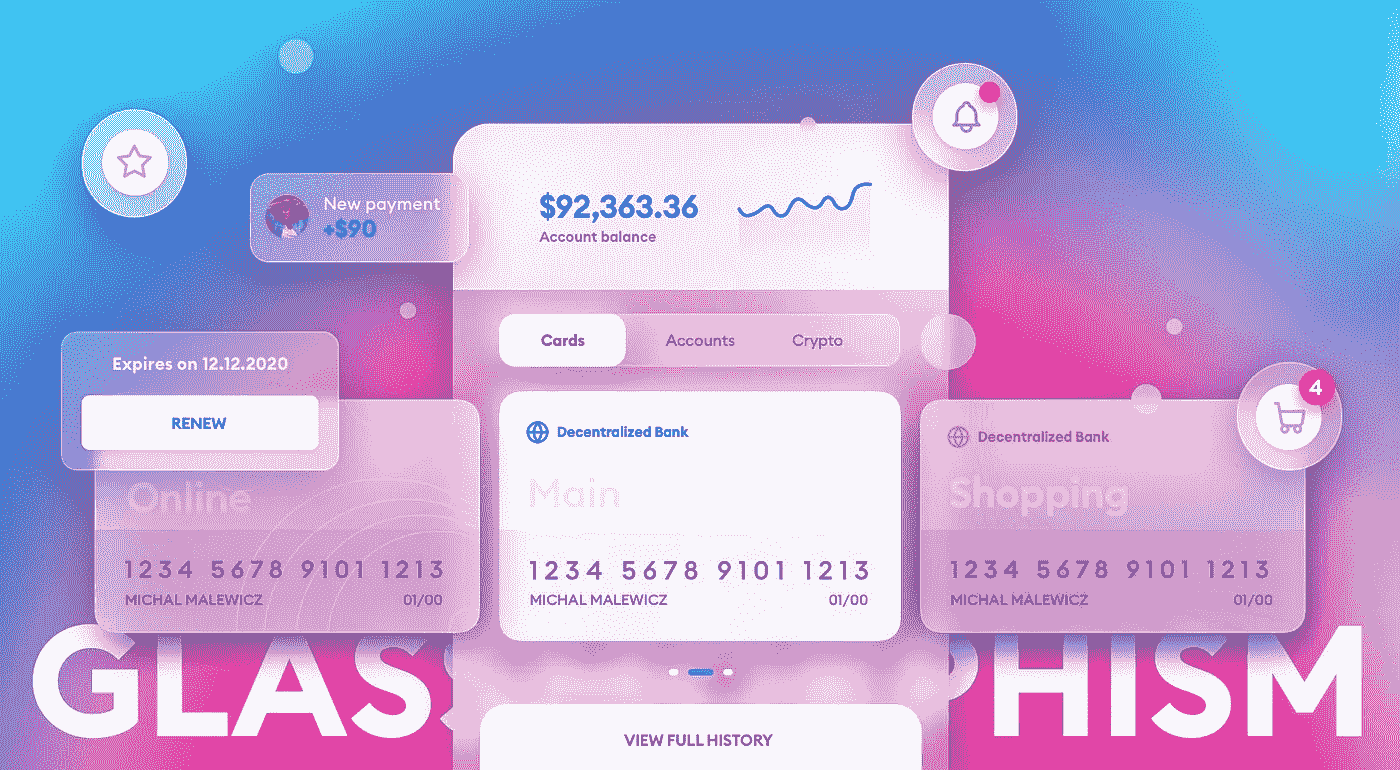 New payment
+$90
$92,363.36
Account balance
Cards Accounts Crypto
Expires on 12.12.2020
RENEW
Online
1234 5678 9101 1213
MICHAL MALEWICZ 01/00
Decentralized Bank
Main
1234 5678 9101 1213
MICHAL MALEWICZ 01/00
4
Decentralized Bank
Shopping
1234 5678 9101 1213
MICHAL MALEWICZ 01/00
GLAS PHISM
VIEW FULL HISTORY